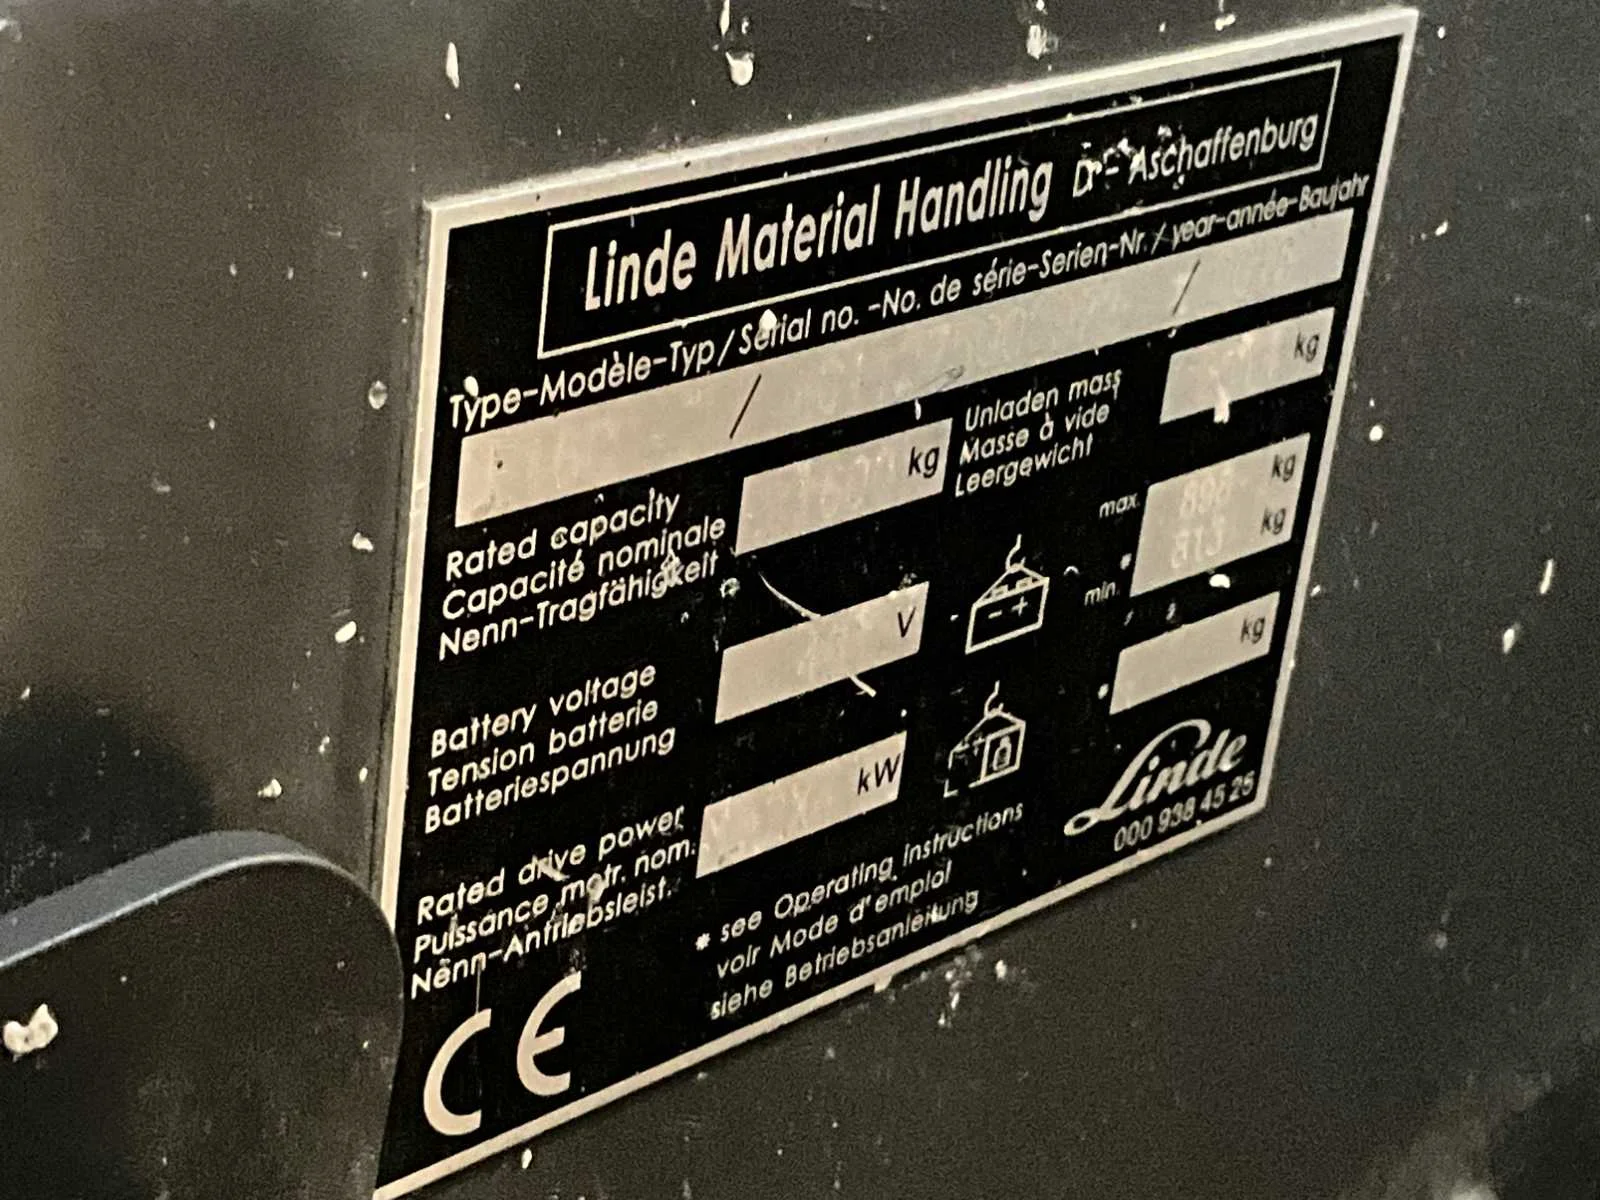 Linde Material Handling D - Aschaffenburg
Type-Modèle-Typ / Serial no. -No. de série-Serien-Nr. / year-année-Baujahr
/ /
Rated capacity
Capacité nominale
Nenn-Tragfähigkeit
kg
Unladen mass
Masse à vide
Leergewicht
kg
Battery voltage
Tension batterie
Batteriespannung
V
- +
max. 898 kg
* min. 813 kg
Rated drive power
Puissance motr. nom.
Nenn-Antriebsleist.
kW
* kg
* see Operating instructions
voir Mode d'emploi
siehe Betriebsanleitung
Linde
000 938 45 25
CE